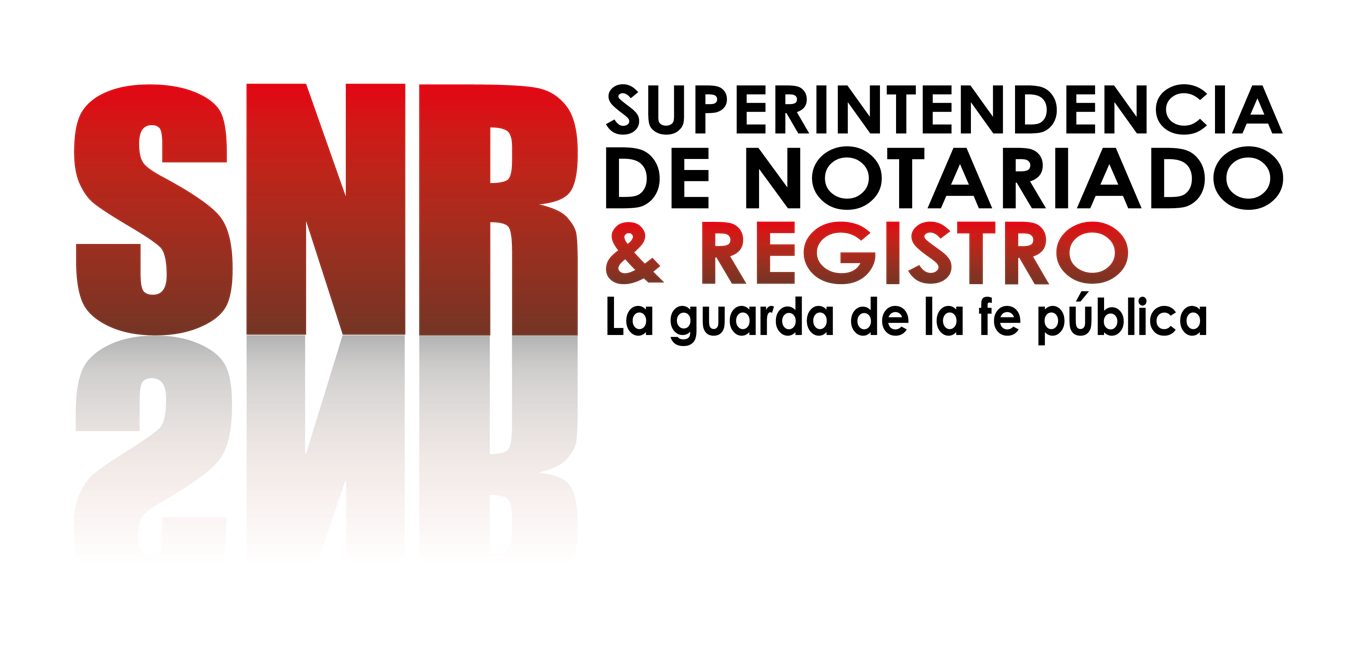 SNR
SUPERINTENDENCIA
DE NOTARIADO
& REGISTRO
La guarda de la fe pública